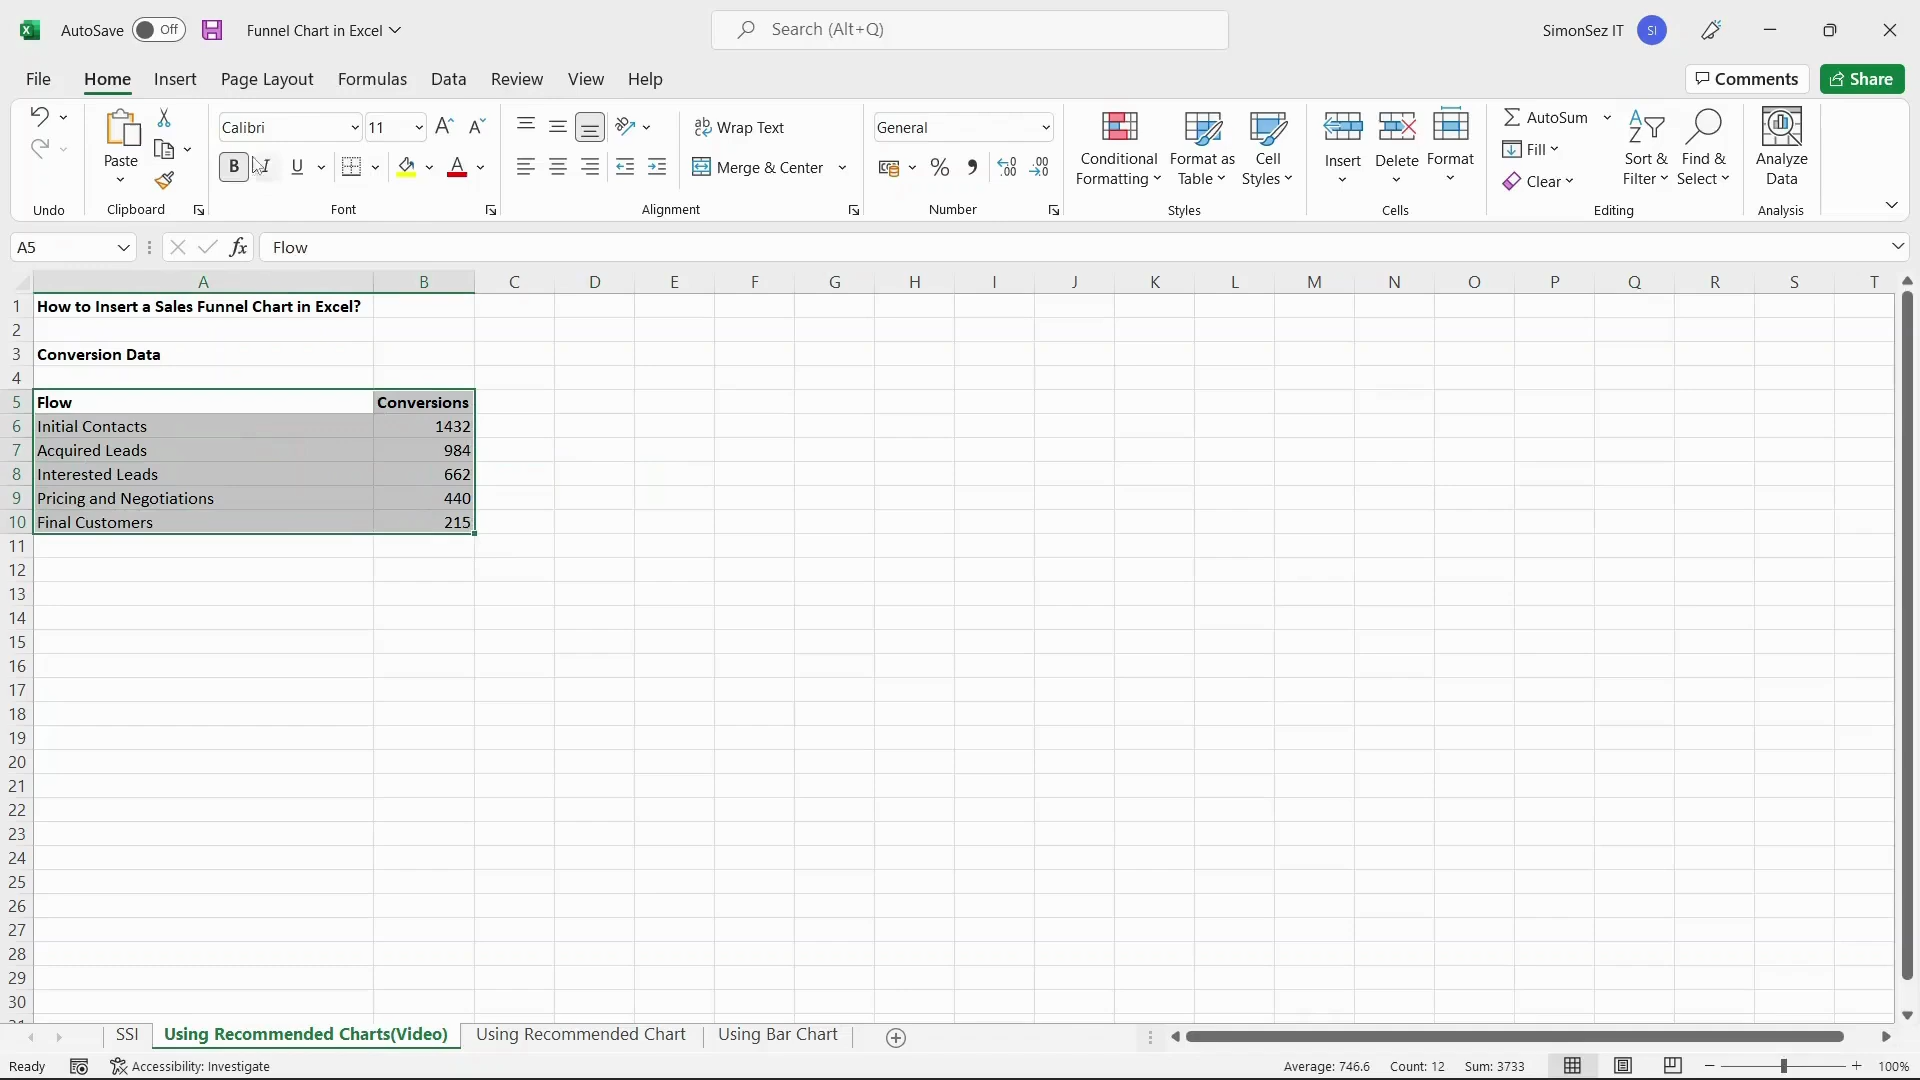 AutoSave Off Funnel Chart in Excel Search (Alt+Q) SimonSez IT SI
File Home Insert Page Layout Formulas Data Review View Help Comments Share
Undo
Paste
Clipboard
Calibri 11
B I U A
Font
Wrap Text
Merge & Center
Alignment
General
Number
Conditional Formatting
Format as Table
Cell Styles
Styles
Insert Delete Format
Cells
AutoSum
Fill
Clear
Sort & Filter
Find & Select
Editing
Analyze Data
Analysis
A5 fx Flow
A B C D E F G H I J K L M N O P Q R S T
1 How to Insert a Sales Funnel Chart in Excel?
2
3 Conversion Data
4
5 Flow Conversions
6 Initial Contacts 1432
7 Acquired Leads 984
8 Interested Leads 662
9 Pricing and Negotiations 440
10 Final Customers 215
11
12
13
14
15
16
17
18
19
20
21
22
23
24
25
26
27
28
29
30
SSI Using Recommended Charts(Video) Using Recommended Chart Using Bar Chart
Ready Accessibility: Investigate Average: 746.6 Count: 12 Sum: 3733 100%